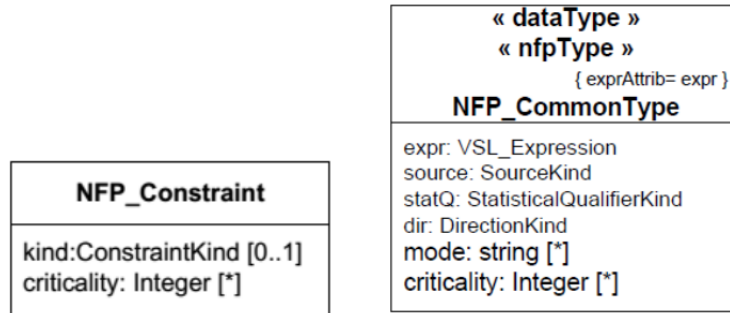 NFP_Constraint
kind:ConstraintKind [0..1]
criticality: Integer [*]
« dataType »
« nfpType »
{ exprAttrib= expr }
NFP_CommonType
expr: VSL_Expression
source: SourceKind
statQ: StatisticalQualifierKind
dir: DirectionKind
mode: string [*]
criticality: Integer [*]